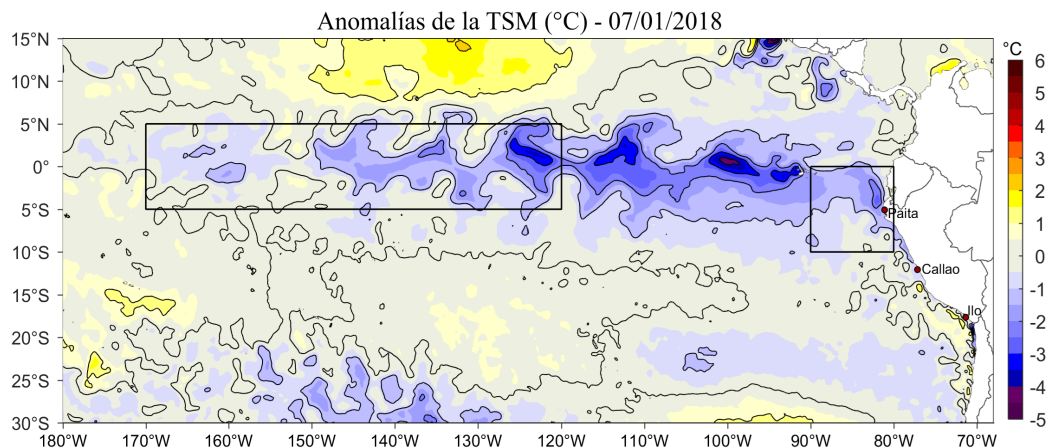 Anomalías de la TSM (°C) - 07/01/2018
15°N
10°N
5°N
0°
5°S
10°S
15°S
20°S
25°S
30°S
180°W
170°W
160°W
150°W
140°W
130°W
120°W
110°W
100°W
90°W
80°W
70°W
Paita
Callao
Ilo
°C
6
5
4
3
2
1
0
-1
-2
-3
-4
-5